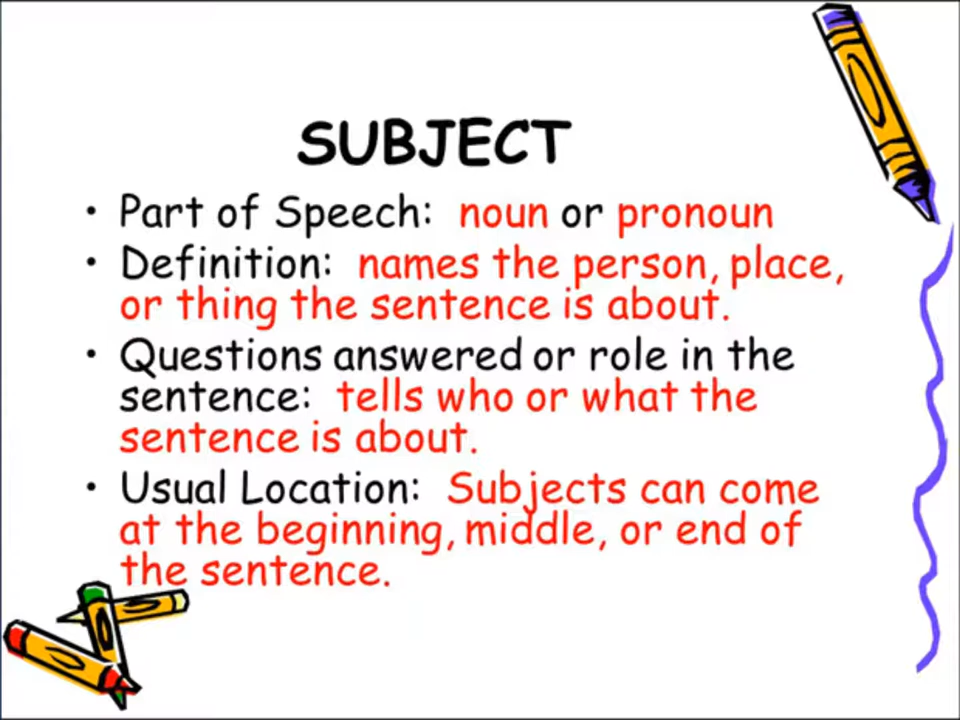 SUBJECT
• Part of Speech: noun or pronoun
• Definition: names the person, place,
or thing the sentence is about.
• Questions answered or role in the
sentence: tells who or what the
sentence is about.
• Usual Location: Subjects can come
at the beginning, middle, or end of
the sentence.